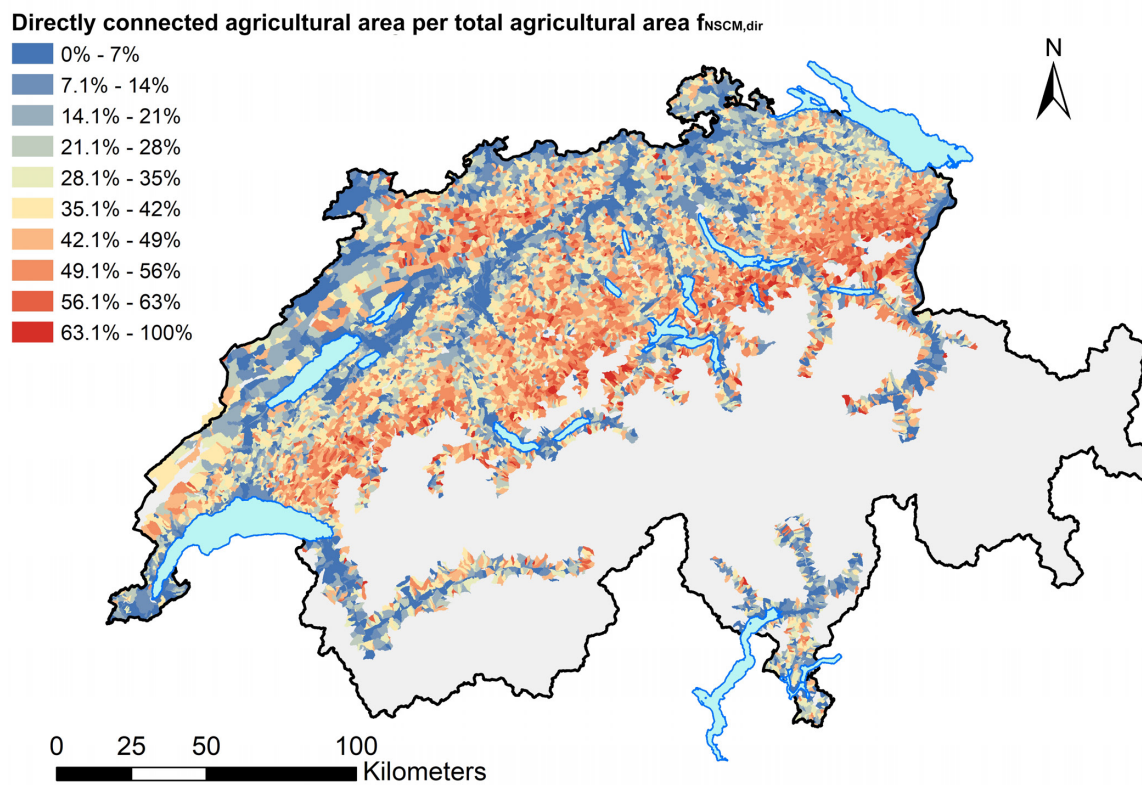 Directly connected agricultural area per total agricultural area fNSCM,dir
0% - 7%
7.1% - 14%
14.1% - 21%
21.1% - 28%
28.1% - 35%
35.1% - 42%
42.1% - 49%
49.1% - 56%
56.1% - 63%
63.1% - 100%
N
0 25 50 100
Kilometers